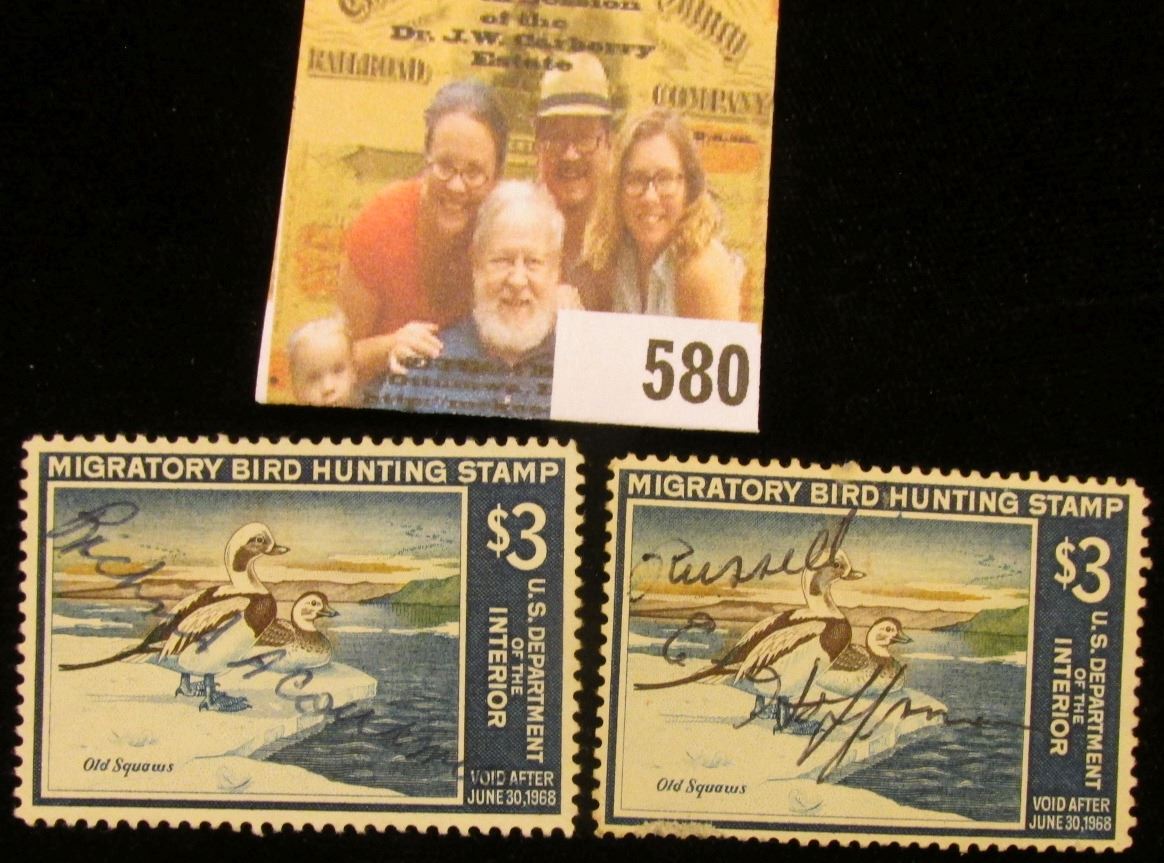 of the
Dr. J.W. Carberry
Estate
RAILROAD
COMPANY
580
MIGRATORY BIRD HUNTING STAMP
$3
U.S. DEPARTMENT
OF THE
INTERIOR
Old Squaws
VOID AFTER
JUNE 30, 1968
MIGRATORY BIRD HUNTING STAMP
$3
Russell
E
Hoffman
U.S. DEPARTMENT
OF THE
INTERIOR
Old Squaws
VOID AFTER
JUNE 30, 1968